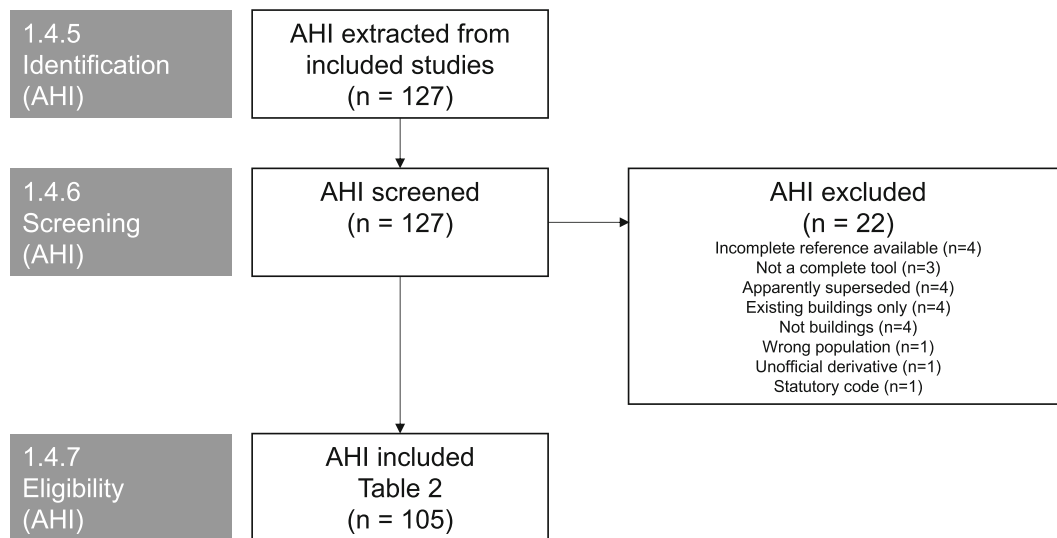 1.4.5
Identification
(AHI)
AHI extracted from
included studies
(n = 127)
1.4.6
Screening
(AHI)
AHI screened
(n = 127)
AHI excluded
(n = 22)
Incomplete reference available (n=4)
Not a complete tool (n=3)
Apparently superseded (n=4)
Existing buildings only (n=4)
Not buildings (n=4)
Wrong population (n=1)
Unofficial derivative (n=1)
Statutory code (n=1)
1.4.7
Eligibility
(AHI)
AHI included
Table 2
(n = 105)